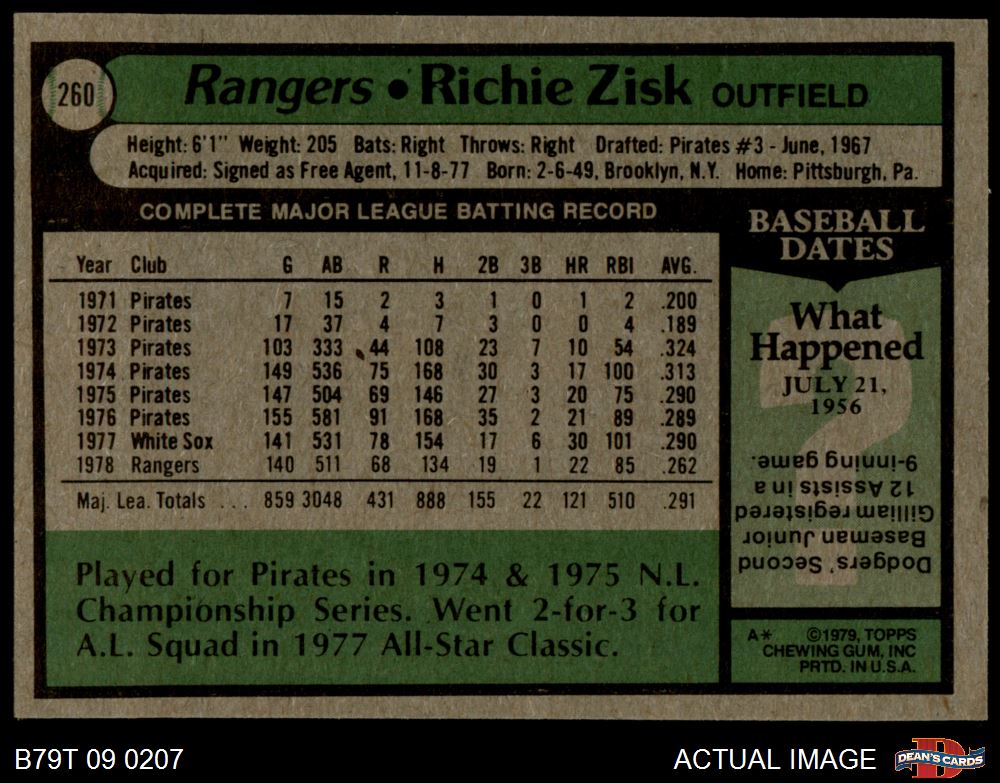 260
Rangers • Richie Zisk OUTFIELD
Height: 6'1" Weight: 205 Bats: Right Throws: Right Drafted: Pirates #3 - June, 1967
Acquired: Signed as Free Agent, 11-8-77 Born: 2-6-49, Brooklyn, N.Y. Home: Pittsburgh, Pa.
COMPLETE MAJOR LEAGUE BATTING RECORD
Year Club G AB R H 2B 3B HR RBI AVG.
1971 Pirates 7 15 2 3 1 0 1 2 .200
1972 Pirates 17 37 4 7 3 0 0 4 .189
1973 Pirates 103 333 44 108 23 7 10 54 .324
1974 Pirates 149 536 75 168 30 3 17 100 .313
1975 Pirates 147 504 69 146 27 3 20 75 .290
1976 Pirates 155 581 91 168 35 2 21 89 .289
1977 White Sox 141 531 78 154 17 6 30 101 .290
1978 Rangers 140 511 68 134 19 1 22 85 .262
Maj. Lea. Totals ... 859 3048 431 888 155 22 121 510 .291
Played for Pirates in 1974 & 1975 N.L.
Championship Series. Went 2-for-3 for
A.L. Squad in 1977 All-Star Classic.
BASEBALL
DATES
What
Happened
JULY 21,
1956
?
Dodgers' Second
Baseman Junior
Gilliam registered
12 Assists in a
9-inning game.
A* ©1979, TOPPS
CHEWING GUM, INC
PRTD. IN U.S.A.
B79T 09 0207
ACTUAL IMAGE
D
DEAN'S CARDS